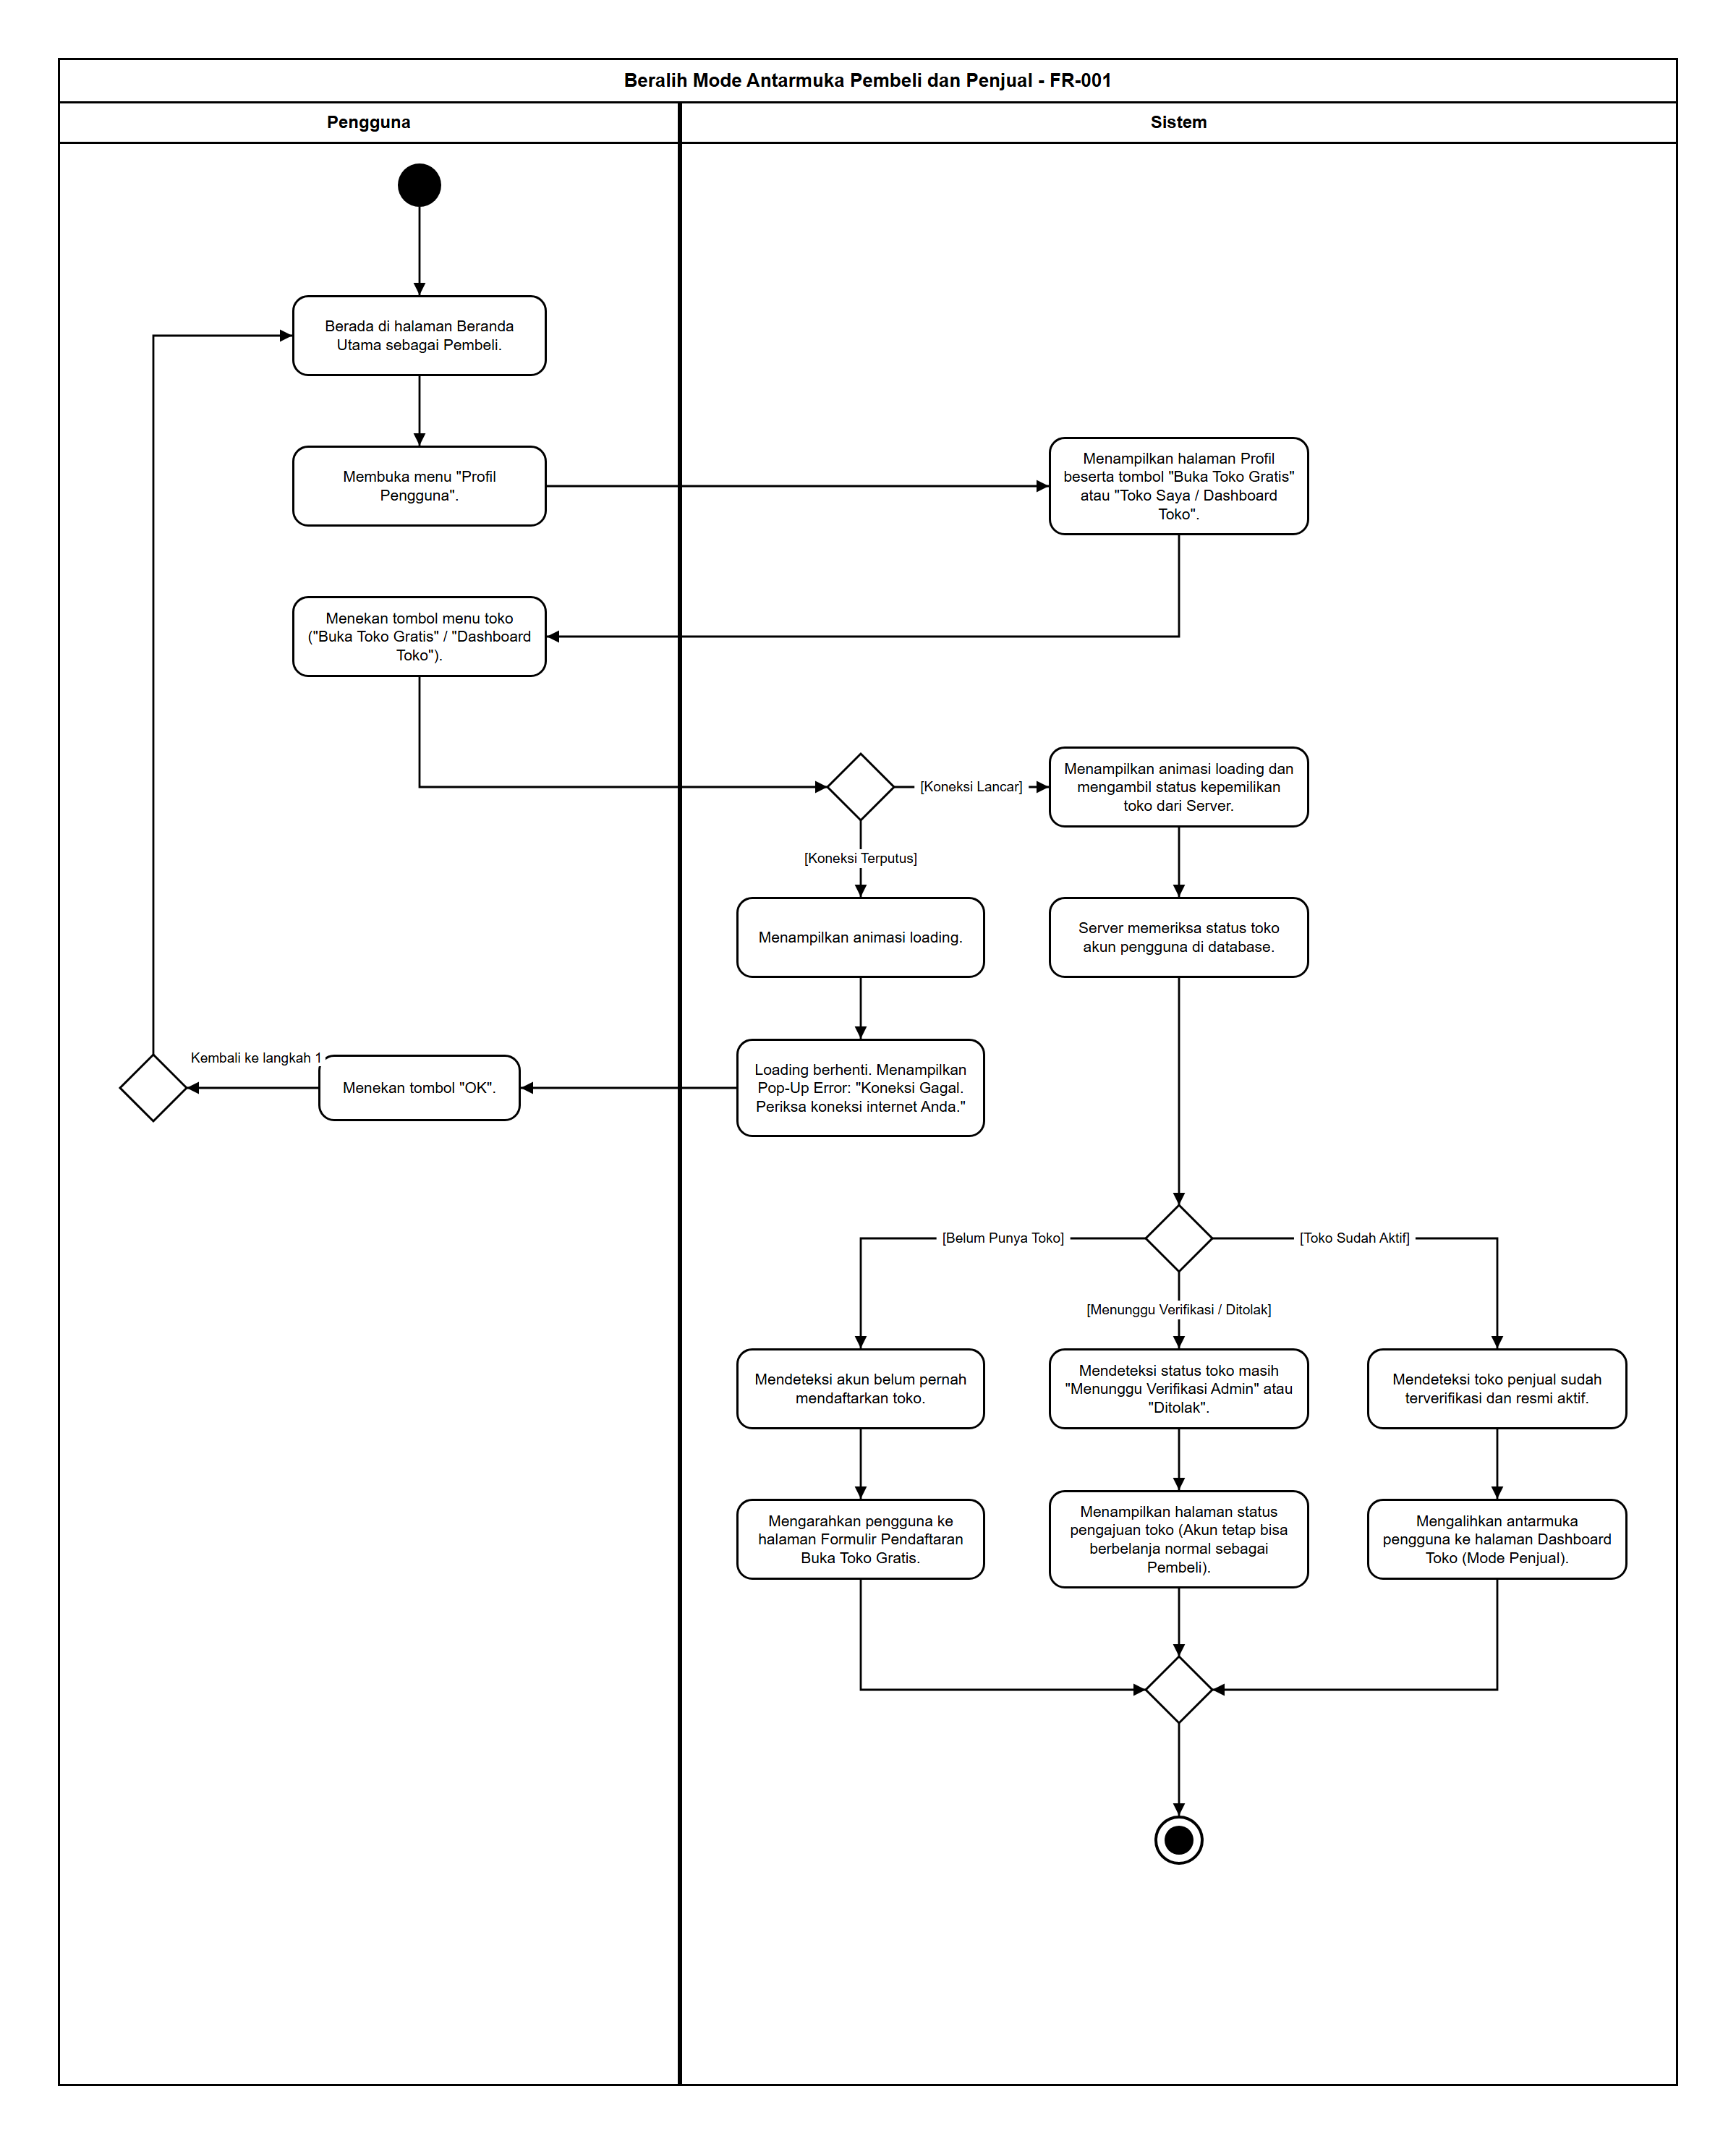 Beralih Mode Antarmuka Pembeli dan Penjual - FR-001
Pengguna
Sistem
Berada di halaman Beranda
Utama sebagai Pembeli.
Membuka menu "Profil
Pengguna".
Menampilkan halaman Profil
beserta tombol "Buka Toko Gratis"
atau "Toko Saya / Dashboard
Toko".
Menekan tombol menu toko
("Buka Toko Gratis" / "Dashboard
Toko").
[Koneksi Lancar]
Menampilkan animasi loading dan
mengambil status kepemilikan
toko dari Server.
[Koneksi Terputus]
Menampilkan animasi loading.
Server memeriksa status toko
akun pengguna di database.
Kembali ke langkah 1
Menekan tombol "OK".
Loading berhenti. Menampilkan
Pop-Up Error: "Koneksi Gagal.
Periksa koneksi internet Anda."
[Belum Punya Toko]
[Toko Sudah Aktif]
[Menunggu Verifikasi / Ditolak]
Mendeteksi akun belum pernah
mendaftarkan toko.
Mendeteksi status toko masih
"Menunggu Verifikasi Admin" atau
"Ditolak".
Mendeteksi toko penjual sudah
terverifikasi dan resmi aktif.
Mengarahkan pengguna ke
halaman Formulir Pendaftaran
Buka Toko Gratis.
Menampilkan halaman status
pengajuan toko (Akun tetap bisa
berbelanja normal sebagai
Pembeli).
Mengalihkan antarmuka
pengguna ke halaman Dashboard
Toko (Mode Penjual).